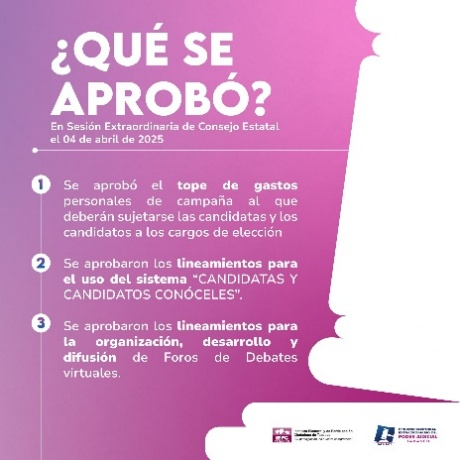 ¿QUÉ SE
APROBÓ?
En Sesión Extraordinaria de Consejo Estatal
el 04 de abril de 2025
1 Se aprobó el tope de gastos
personales de campaña al que
deberán sujetarse las candidatas y los
candidatos a los cargos de elección
2 Se aprobaron los lineamientos para
el uso del sistema “CANDIDATAS Y
CANDIDATOS CONÓCELES”.
3 Se aprobaron los lineamientos para
la organización, desarrollo y
difusión de Foros de Debates
virtuales.
PODER JUDICIAL